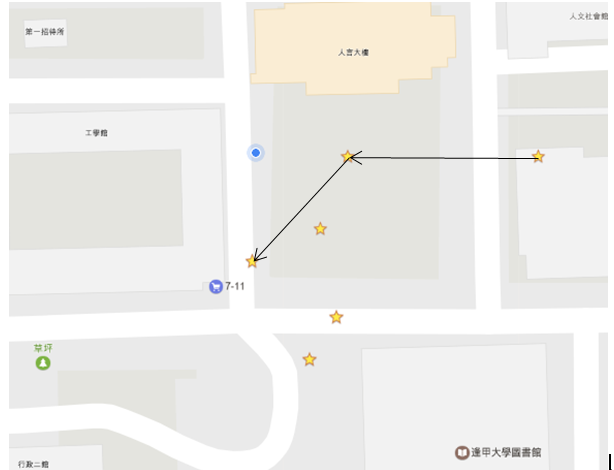 人文社會館
第一招待所
人言大樓
工學館
7-11
草坪
逢甲大學圖書館
行政二館